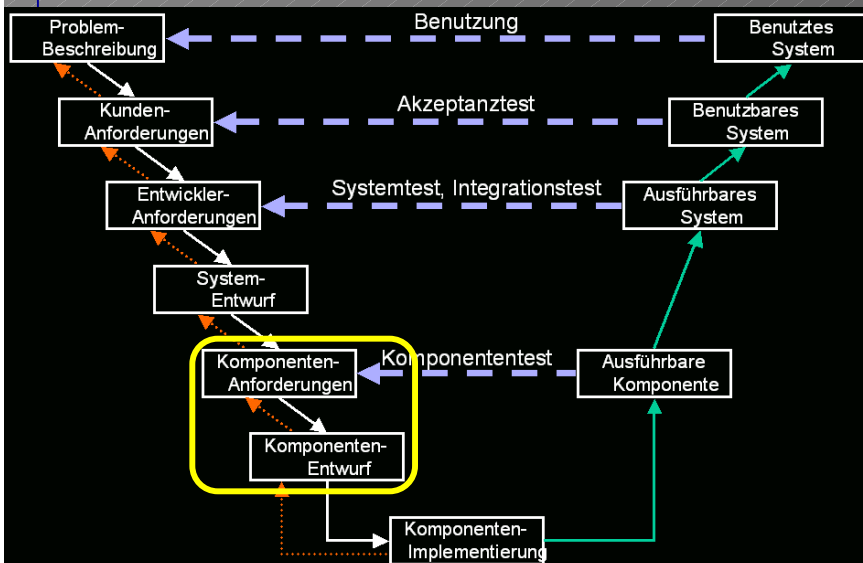 Problem-
Beschreibung
Benutzung
Benutztes
System
Kunden-
Anforderungen
Akzeptanztest
Benutzbares
System
Entwickler-
Anforderungen
Systemtest, Integrationstest
Ausführbares
System
System-
Entwurf
Komponenten-
Anforderungen
Komponententest
Ausführbare
Komponente
Komponenten-
Entwurf
Komponenten-
Implementierung